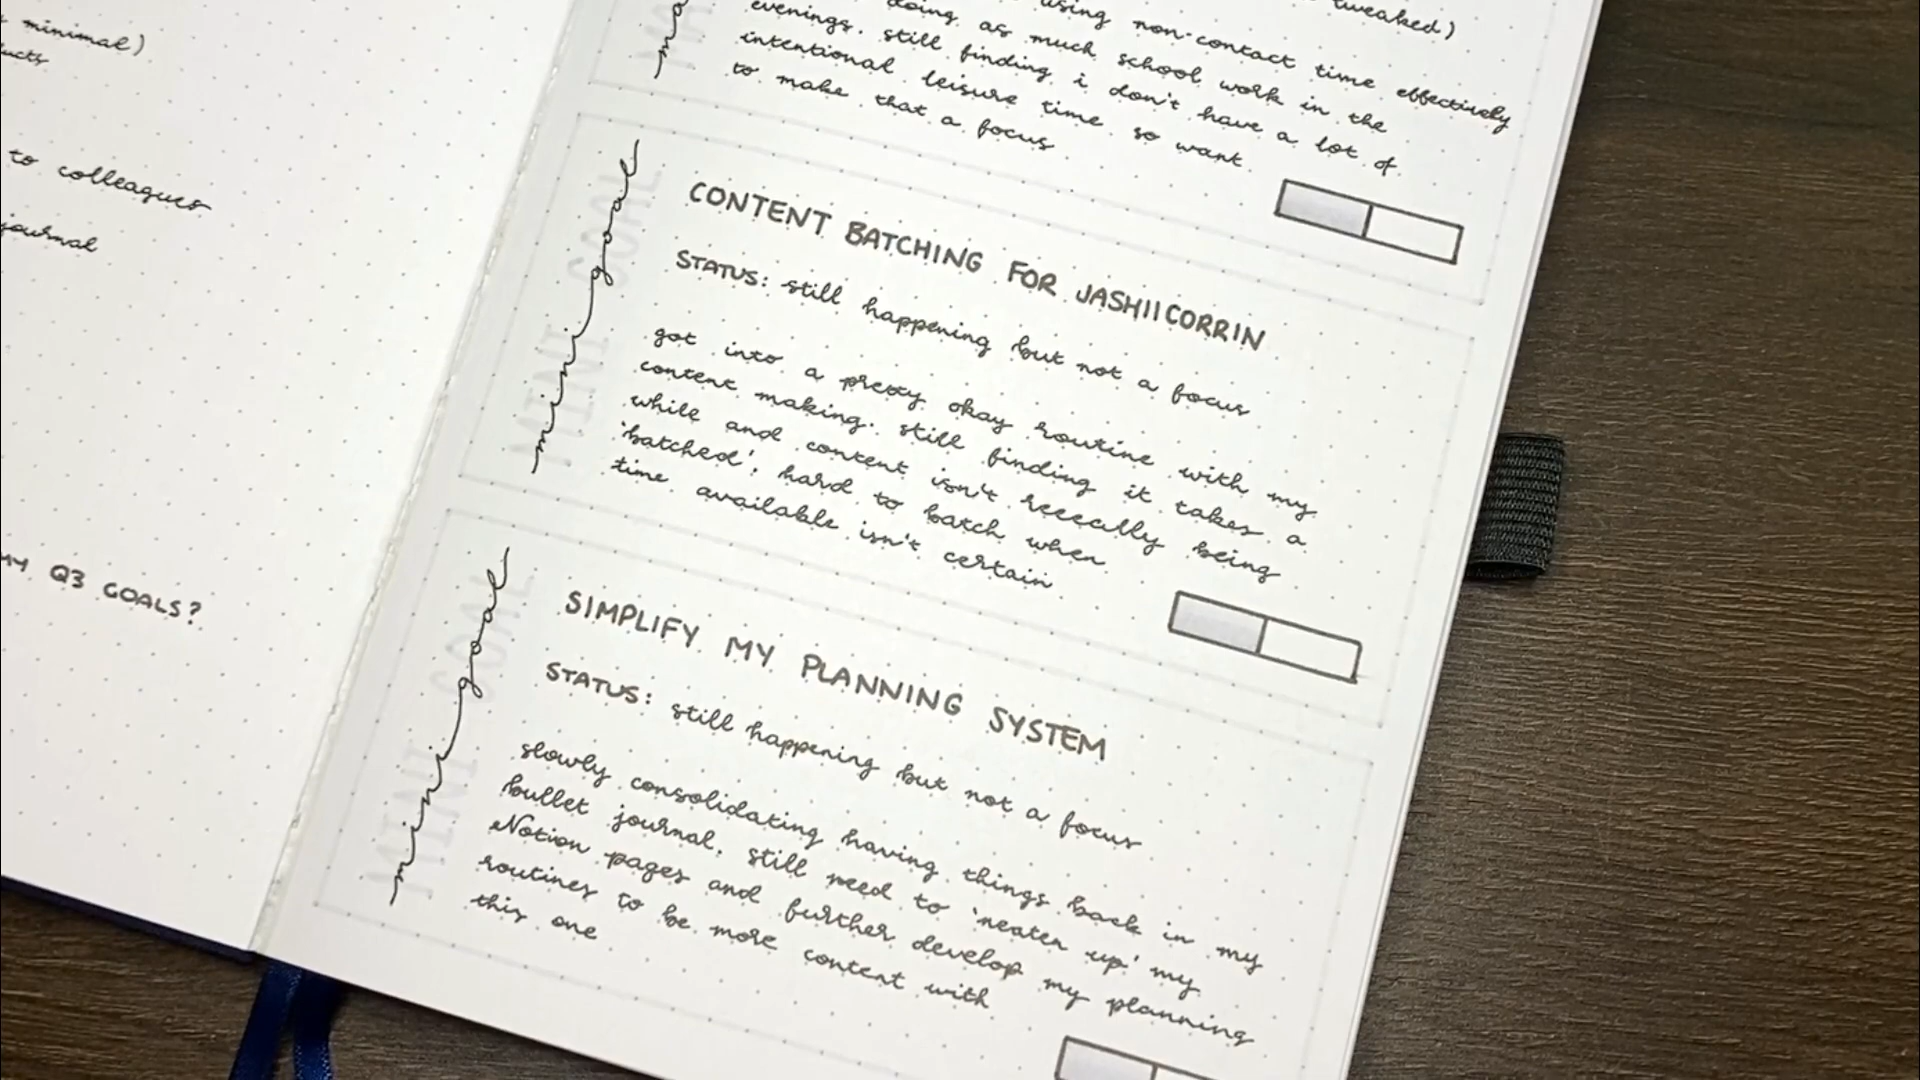 minimal)
to colleagues
journal
MY Q3 GOALS?
tweaked)
using non-contact time effectively
doing as much school work in the
evenings. still finding i don't have a lot of
intentional leisure time so want
to make that a focus
mini goal
MINI GOAL
CONTENT BATCHING FOR JASHIICORRIN
STATUS: still happening but not a focus
got into a pretty okay routine with my
content making. still finding it takes a
while and content isn't reeeally being
'batched'. hard to batch when
time available isn't certain
mini goal
MINI GOAL
SIMPLIFY MY PLANNING SYSTEM
STATUS: still happening but not a focus
slowly consolidating having things back in my
bullet journal. still need to 'neaten up' my
Notion pages and further develop my planning
routines to be more content with
this one